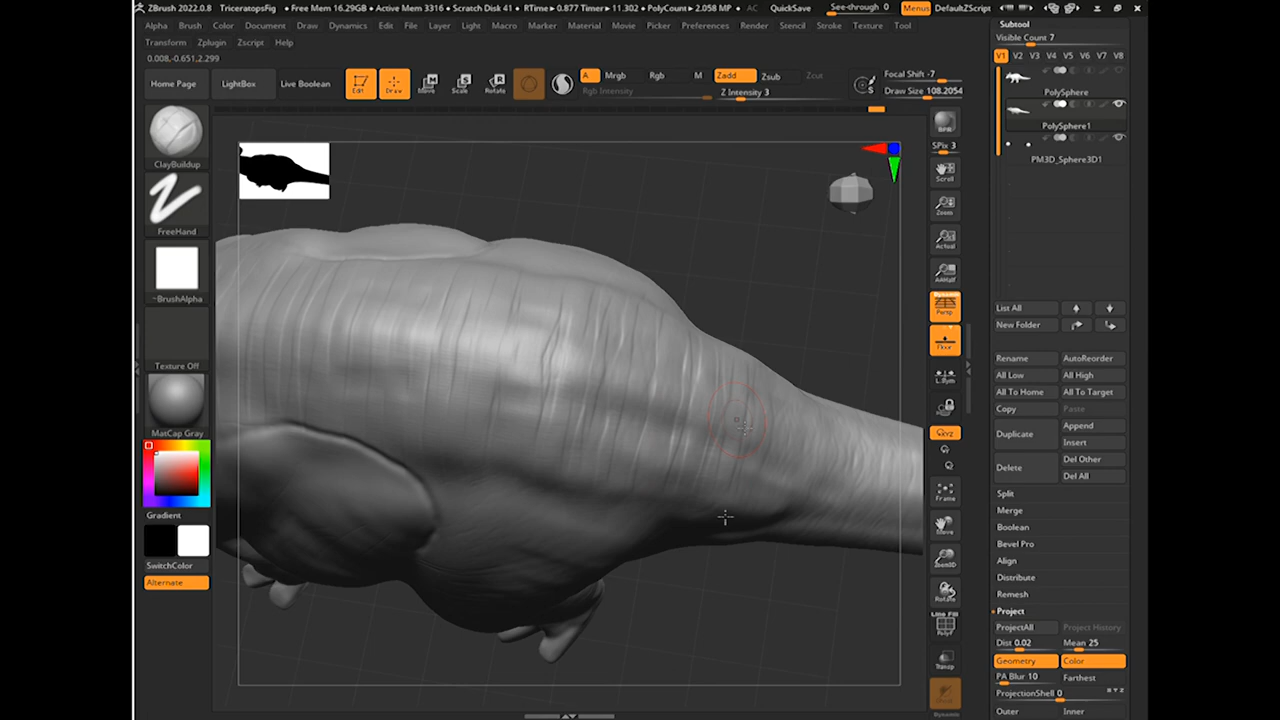 ZBrush 2022.0.8 TriceratopsFig • Free Mem 16.29GB • Active Mem 3316 • Scratch Disk 41 • RTime▸0.877 Timer▸11.302 • PolyCount▸2.058 MP • AC QuickSave See-through 0 Menus DefaultZScript
Alpha Brush Color Document Draw Dynamics Edit File Layer Light Macro Marker Material Movie Picker Preferences Render Stencil Stroke Texture Tool
Transform Zplugin Zscript Help
0.008,-0.651,2.299
Home Page LightBox Live Boolean Edit Draw Move Scale Rotate A Mrgb Rgb M Zadd Zsub Zcut Focal Shift -7
Rgb Intensity Z Intensity 3 Draw Size 108.2054
ClayBuildup
FreeHand
~BrushAlpha
Texture Off
MatCap Gray
Gradient
SwitchColor
Alternate
BPR
SPix 3
Scroll
Zoom
Actual
AAHalf
Persp
Floor
L.Sym
Frame
Move
Zoom3D
Rotate
Line Fill
PolyF
Transp
Dynamic
Subtool
Visible Count 7
V1 V2 V3 V4 V5 V6 V7 V8
PolySphere
PolySphere1
PM3D_Sphere3D1
List All
New Folder
Rename AutoReorder
All Low All High
All To Home All To Target
Copy Paste
Duplicate Append
Insert
Delete Del Other
Del All
Split
Merge
Boolean
Bevel Pro
Align
Distribute
Remesh
Project
ProjectAll Project History
Dist 0.02 Mean 25
Geometry Color
PA Blur 10 Farthest
ProjectionShell 0
Outer Inner